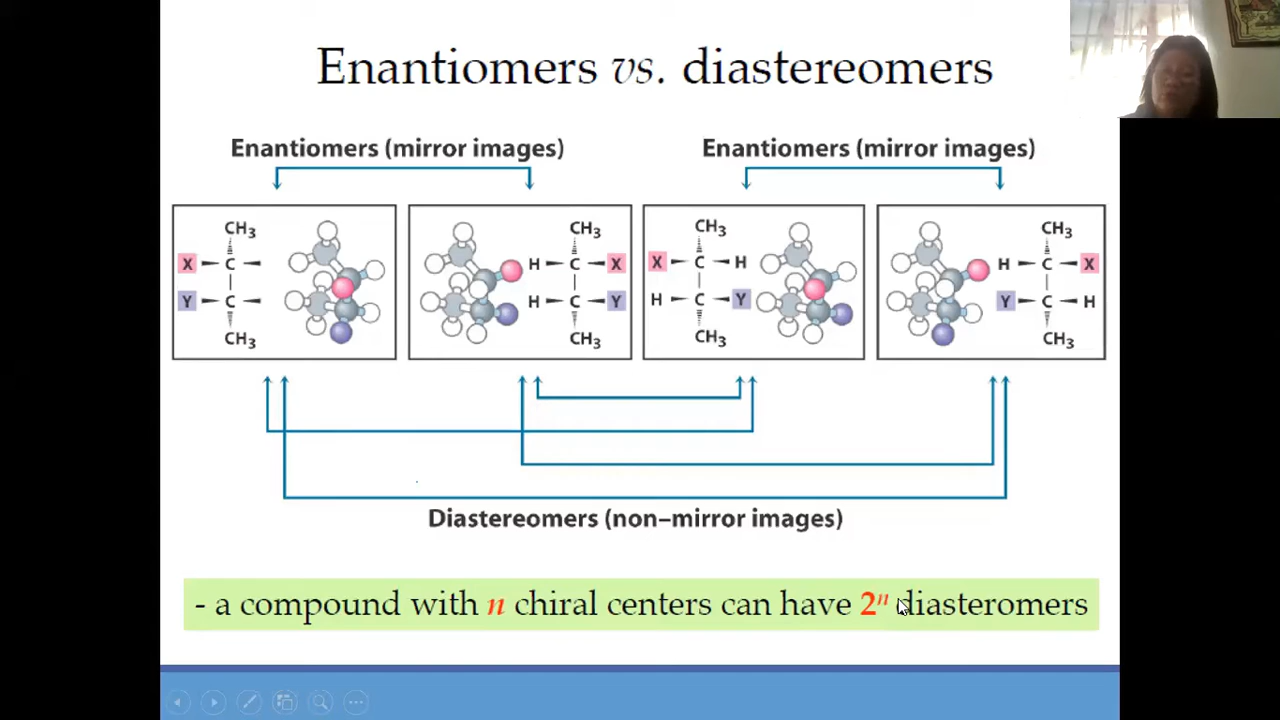 Enantiomers vs. diastereomers
Enantiomers (mirror images)
Enantiomers (mirror images)
CH₃
X C
Y C
CH₃
CH₃
H C X
H C Y
CH₃
CH₃
X C H
H C Y
CH₃
CH₃
H C X
Y C H
CH₃
Diastereomers (non–mirror images)
- a compound with n chiral centers can have 2ⁿ diasteromers